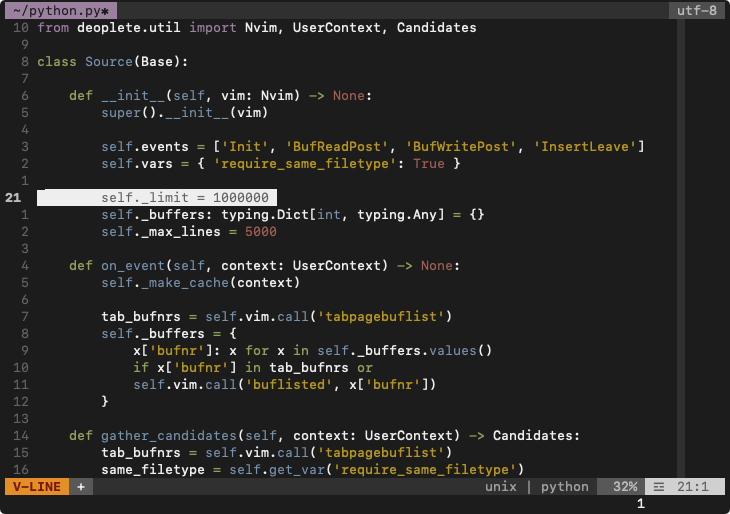 ~/python.py✱ utf-8
10 from deoplete.util import Nvim, UserContext, Candidates
9
8 class Source(Base):
7
6     def __init__(self, vim: Nvim) -> None:
5         super().__init__(vim)
4
3         self.events = ['Init', 'BufReadPost', 'BufWritePost', 'InsertLeave']
2         self.vars = { 'require_same_filetype': True }
1
21         self._limit = 1000000
1         self._buffers: typing.Dict[int, typing.Any] = {}
2         self._max_lines = 5000
3
4     def on_event(self, context: UserContext) -> None:
5         self._make_cache(context)
6
7         tab_bufnrs = self.vim.call('tabpagebuflist')
8         self._buffers = {
9             x['bufnr']: x for x in self._buffers.values()
10             if x['bufnr'] in tab_bufnrs or
11             self.vim.call('buflisted', x['bufnr'])
12         }
13
14     def gather_candidates(self, context: UserContext) -> Candidates:
15         tab_bufnrs = self.vim.call('tabpagebuflist')
16         same_filetype = self.get_var('require_same_filetype')
V-LINE + unix | python 32% ☲ 21:1
1